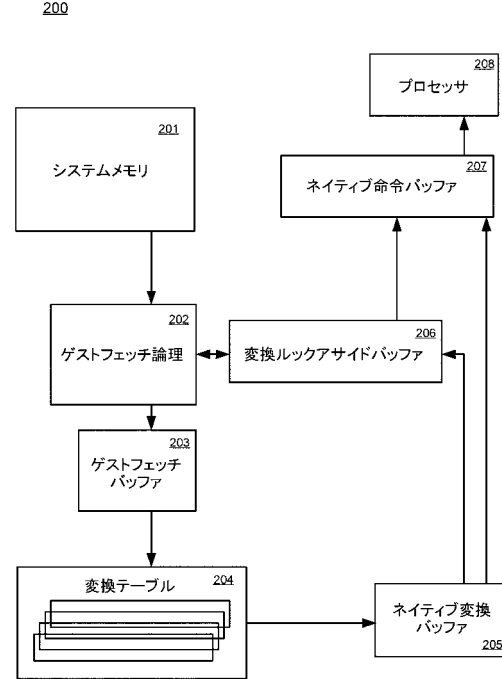 200
208
プロセッサ
201
システムメモリ
207
ネイティブ命令バッファ
202
ゲストフェッチ論理
206
変換ルックアサイドバッファ
203
ゲストフェッチ
バッファ
変換テーブル 204
ネイティブ変換
バッファ
205